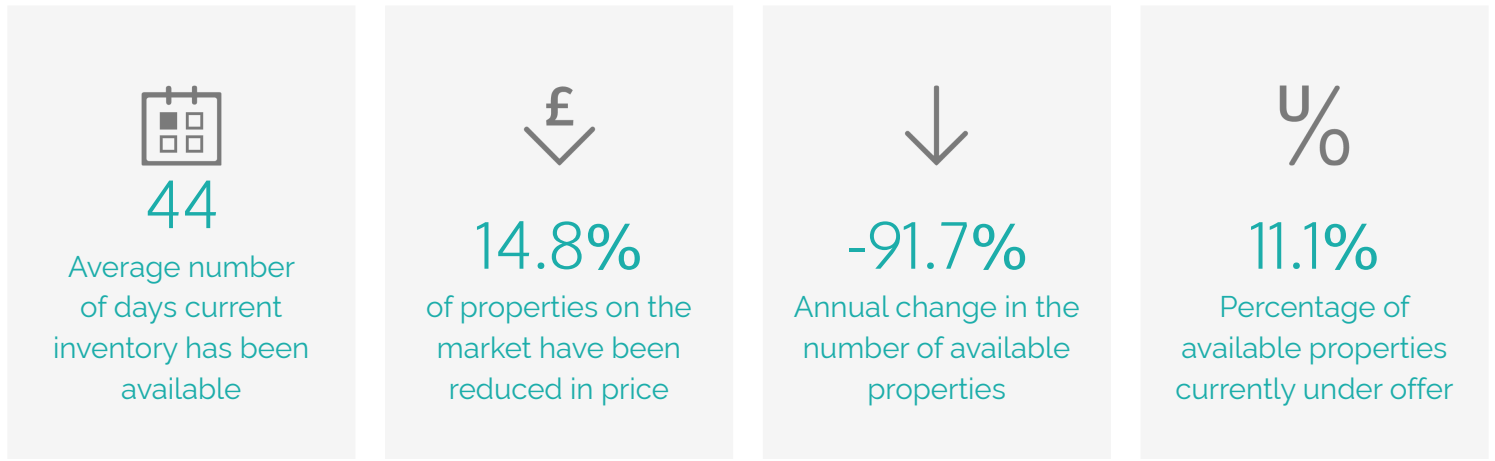 44
Average number
of days current
inventory has been
available
£
14.8%
of properties on the
market have been
reduced in price
-91.7%
Annual change in the
number of available
properties
U%
11.1%
Percentage of
available properties
currently under offer